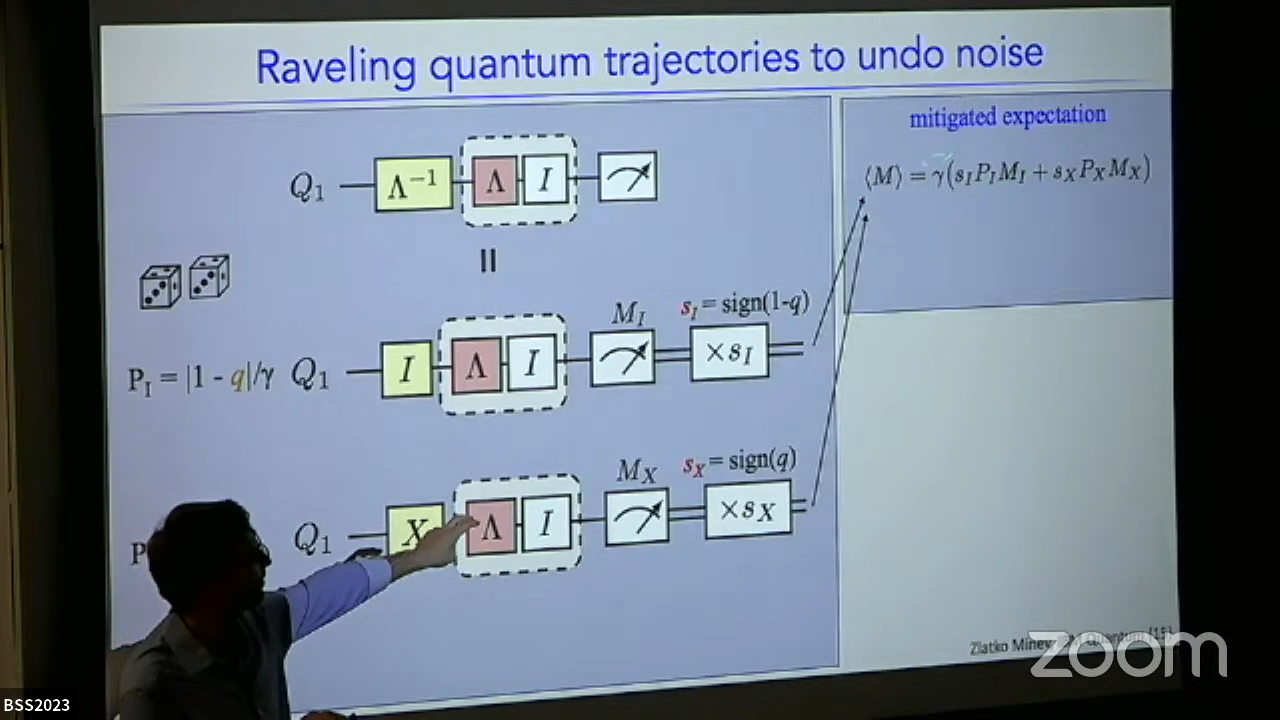 Raveling quantum trajectories to undo noise
mitigated expectation
⟨M⟩ = γ(s_I P_I M_I + s_X P_X M_X)
Q₁ Λ⁻¹ Λ I
=
M_I s_I = sign(1-q)
P_I = |1 - q|/γ Q₁ I Λ I ×s_I
M_X s_X = sign(q)
P Q₁ X Λ I ×s_X
Zlatko
zoom
BSS2023